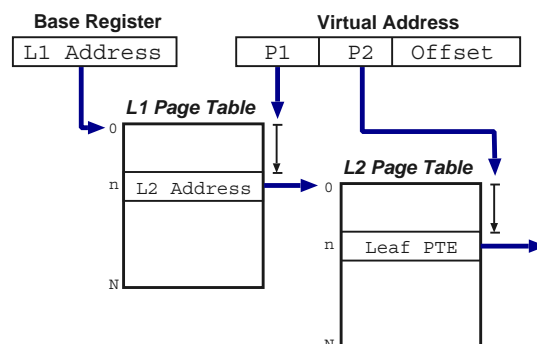 Base Register
Virtual Address
L1 Address
P1 P2 Offset
L1 Page Table
0
n L2 Address
N
L2 Page Table
0
n Leaf PTE
N